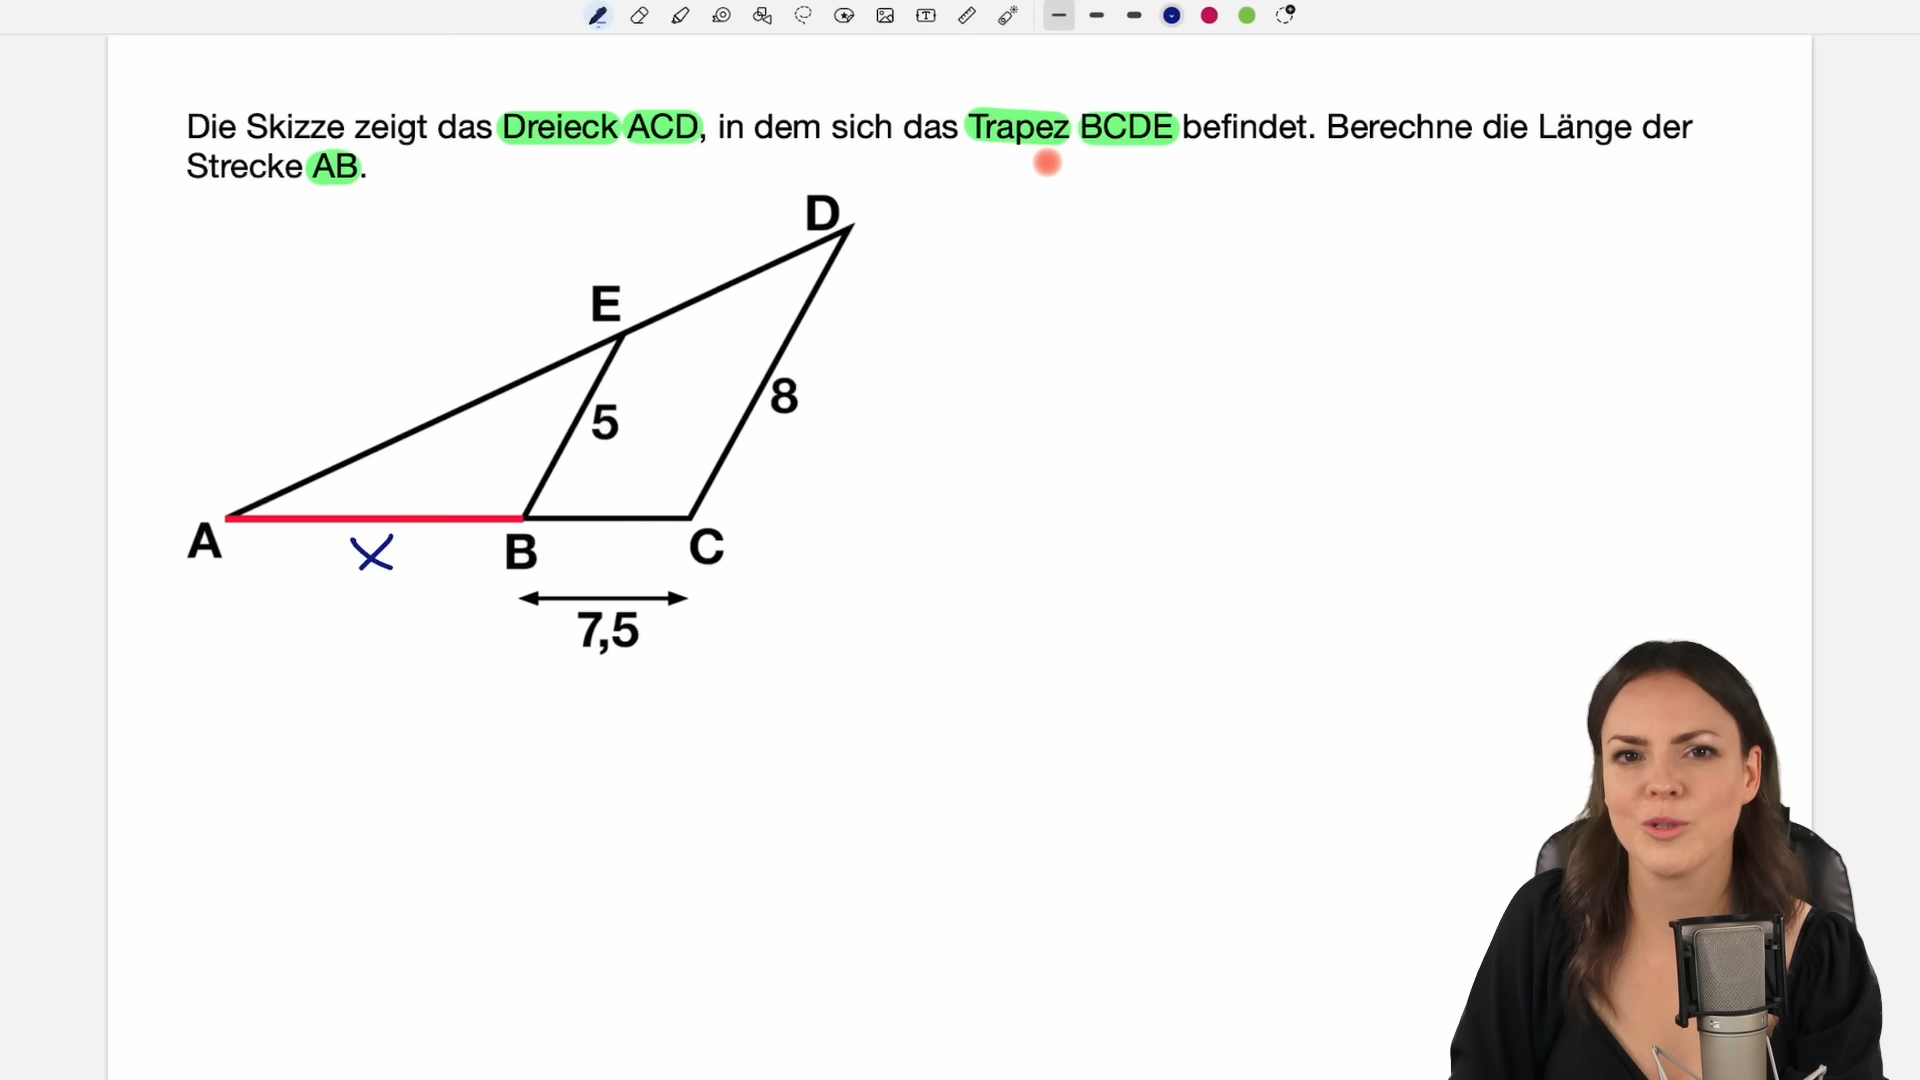 Die Skizze zeigt das Dreieck ACD, in dem sich das Trapez BCDE befindet. Berechne die Länge der
Strecke AB.
D
E
8
5
A
x
B
C
7,5